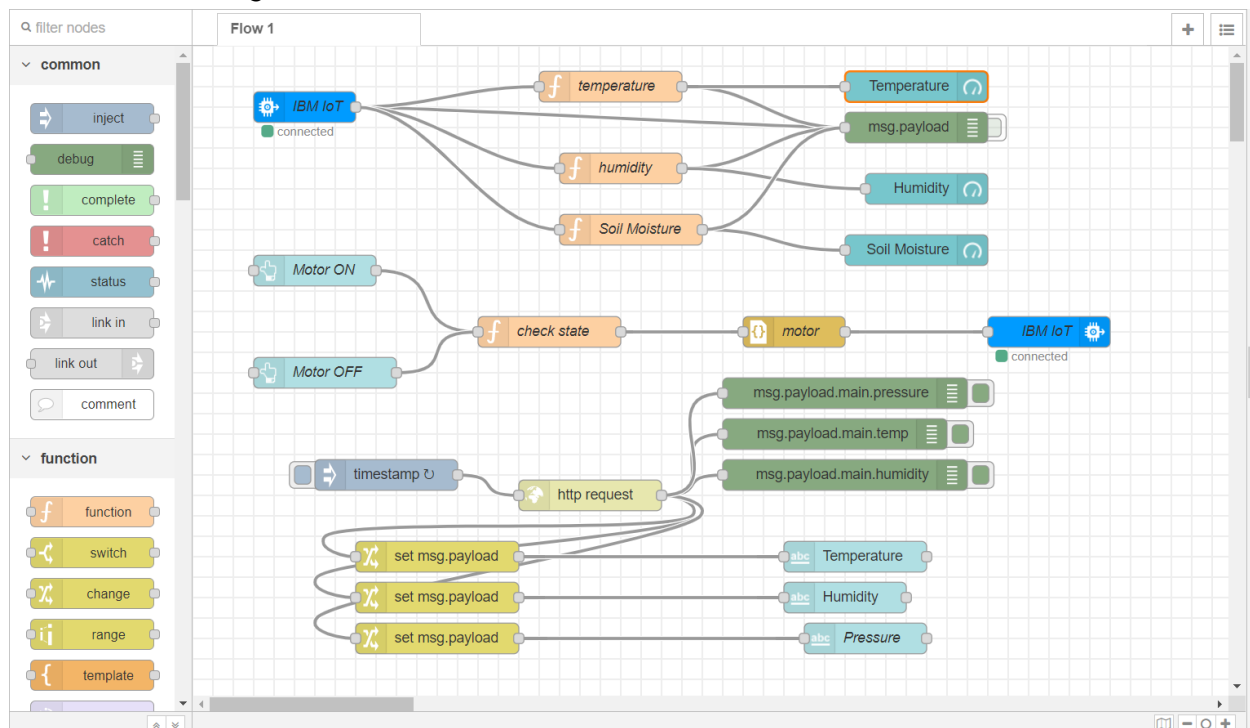 filter nodes
Flow 1
common
inject
debug
complete
catch
status
link in
link out
comment
function
function
switch
change
range
template
IBM IoT
connected
temperature
Temperature
msg.payload
humidity
Humidity
Soil Moisture
Soil Moisture
Motor ON
check state
motor
IBM IoT
connected
Motor OFF
msg.payload.main.pressure
msg.payload.main.temp
timestamp ↻
msg.payload.main.humidity
http request
set msg.payload
abc Temperature
set msg.payload
abc Humidity
set msg.payload
abc Pressure